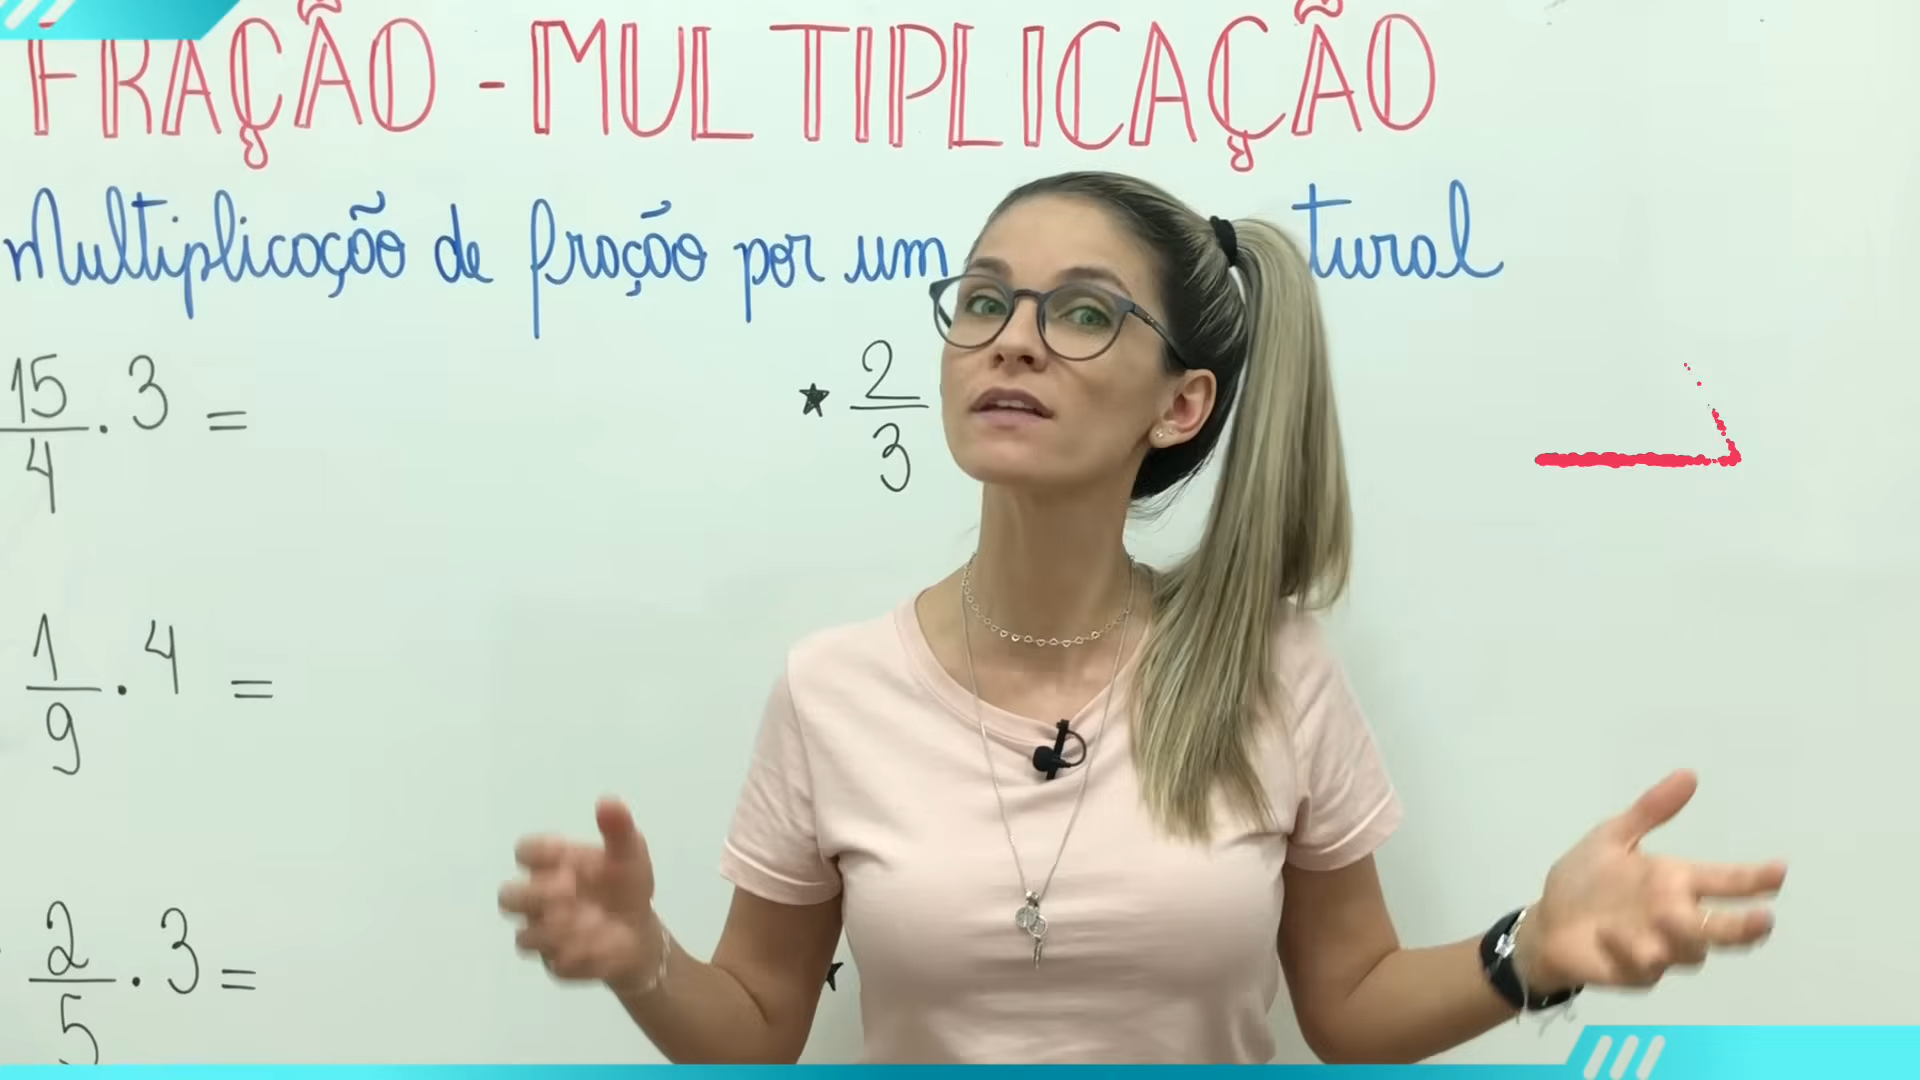 FRAÇÃO - MULTIPLICAÇÃO
Multiplicação de fração por um tural
15/4 . 3 =
★ 2/3
1/9 . 4 =
2/5 . 3 =